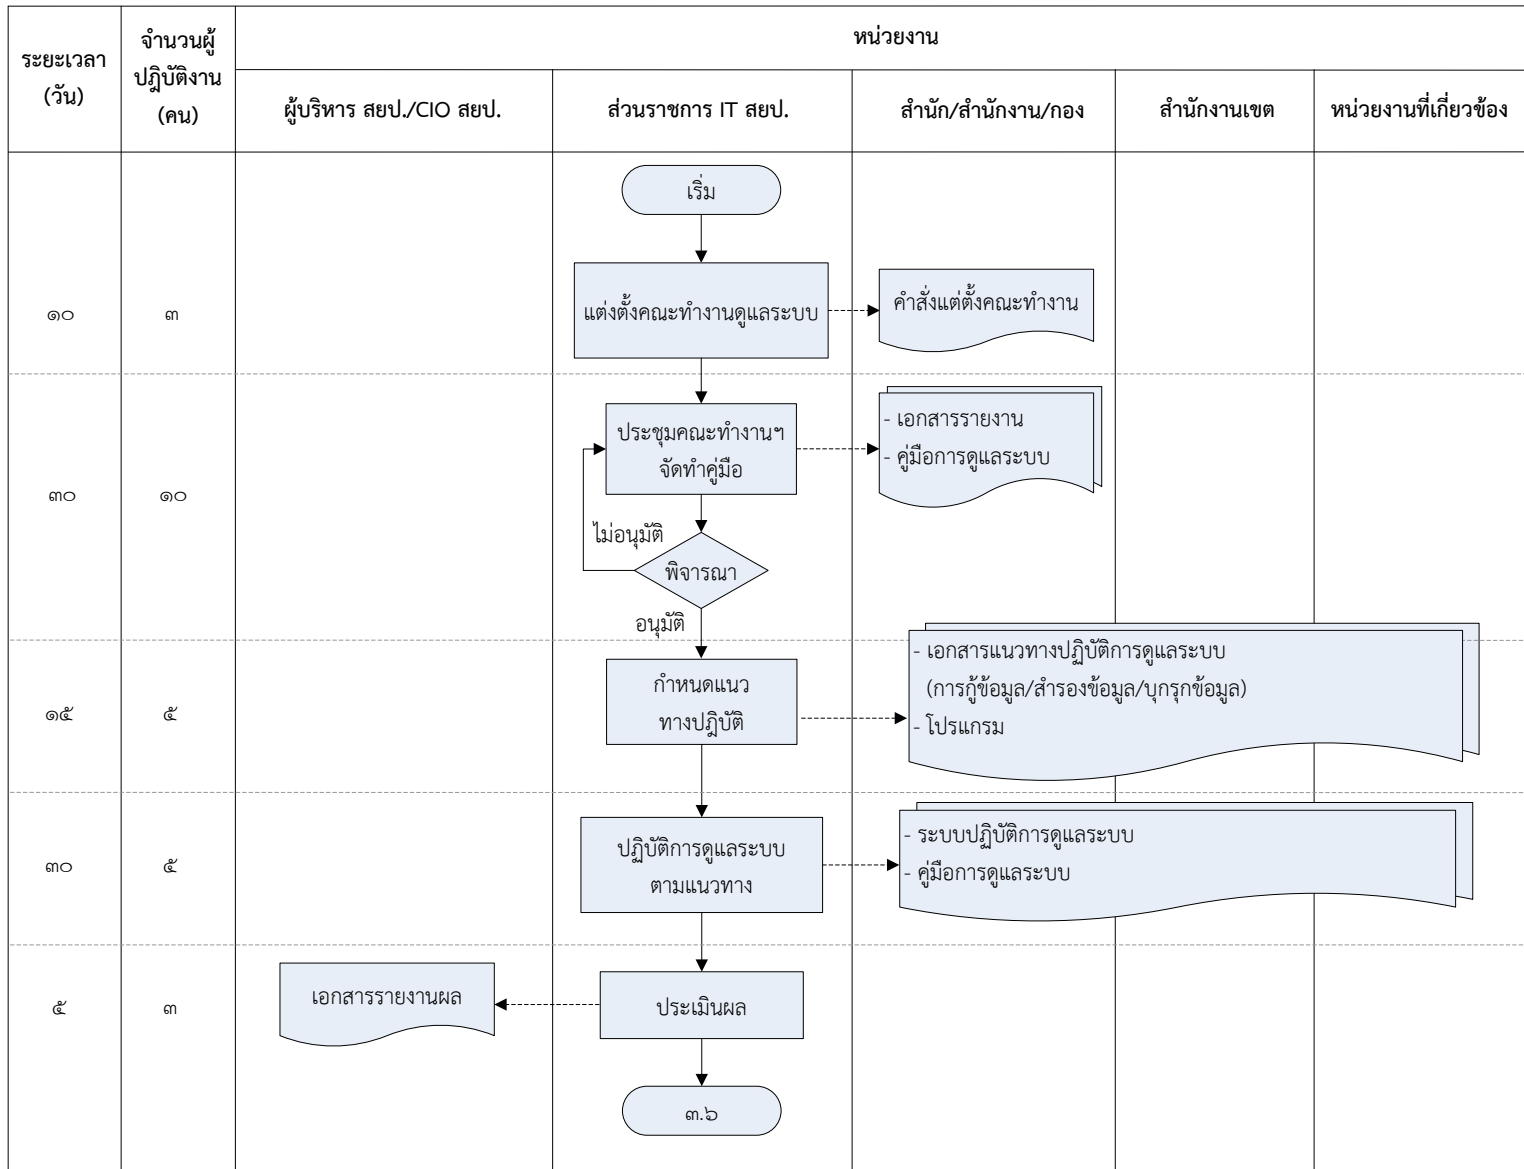 ระยะเวลา
(วัน)
จำนวนผู้
ปฎิบัติงาน
(คน)
หน่วยงาน
ผู้บริหาร สยป./CIO สยป.
ส่วนราชการ IT สยป.
สำนัก/สำนักงาน/กอง
สำนักงานเขต
หน่วยงานที่เกี่ยวข้อง
เริ่ม
๑๐
๓
แต่งตั้งคณะทำงานดูแลระบบ
คำสั่งแต่ตั้งคณะทำงาน
๓๐
๑๐
ประชุมคณะทำงานฯ
จัดทำคู่มือ
- เอกสารรายงาน
- คู่มือการดูแลระบบ
ไม่อนุมัติ
พิจารณา
อนุมัติ
๑๕
๕
กำหนดแนว
ทางปฎิบัติ
- เอกสารแนวทางปฏิบัติการดูแลระบบ
(การกู้ข้อมูล/สำรองข้อมูล/บุกรุกข้อมูล)
- โปรแกรม
๓๐
๕
ปฏิบัติการดูแลระบบ
ตามแนวทาง
- ระบบปฏิบัติการดูแลระบบ
- คู่มือการดูแลระบบ
๕
๓
เอกสารรายงานผล
ประเมินผล
๓.๖